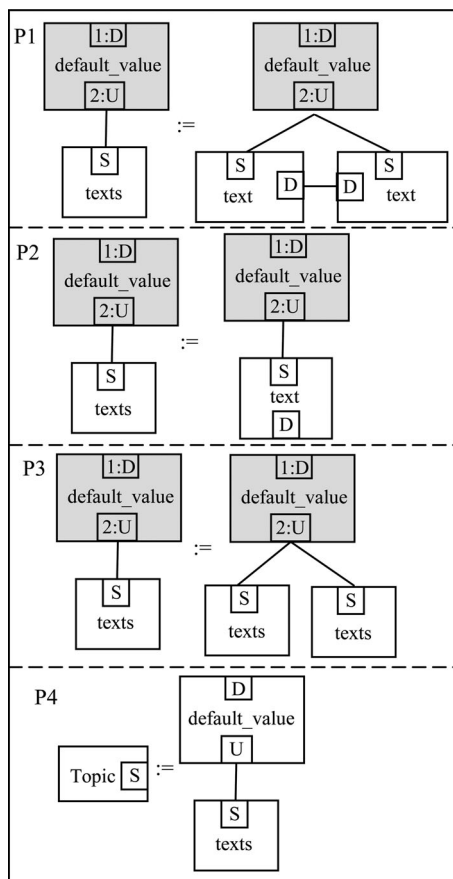 P1
1:D 1:D
default_value default_value
2:U 2:U
:=
S S S
texts text D D text
P2
1:D 1:D
default_value default_value
2:U 2:U
:=
S S
texts text
D
P3
1:D 1:D
default_value default_value
2:U 2:U
:=
S S S
texts texts texts
P4
D
default_value
U
Topic S :=
S
texts